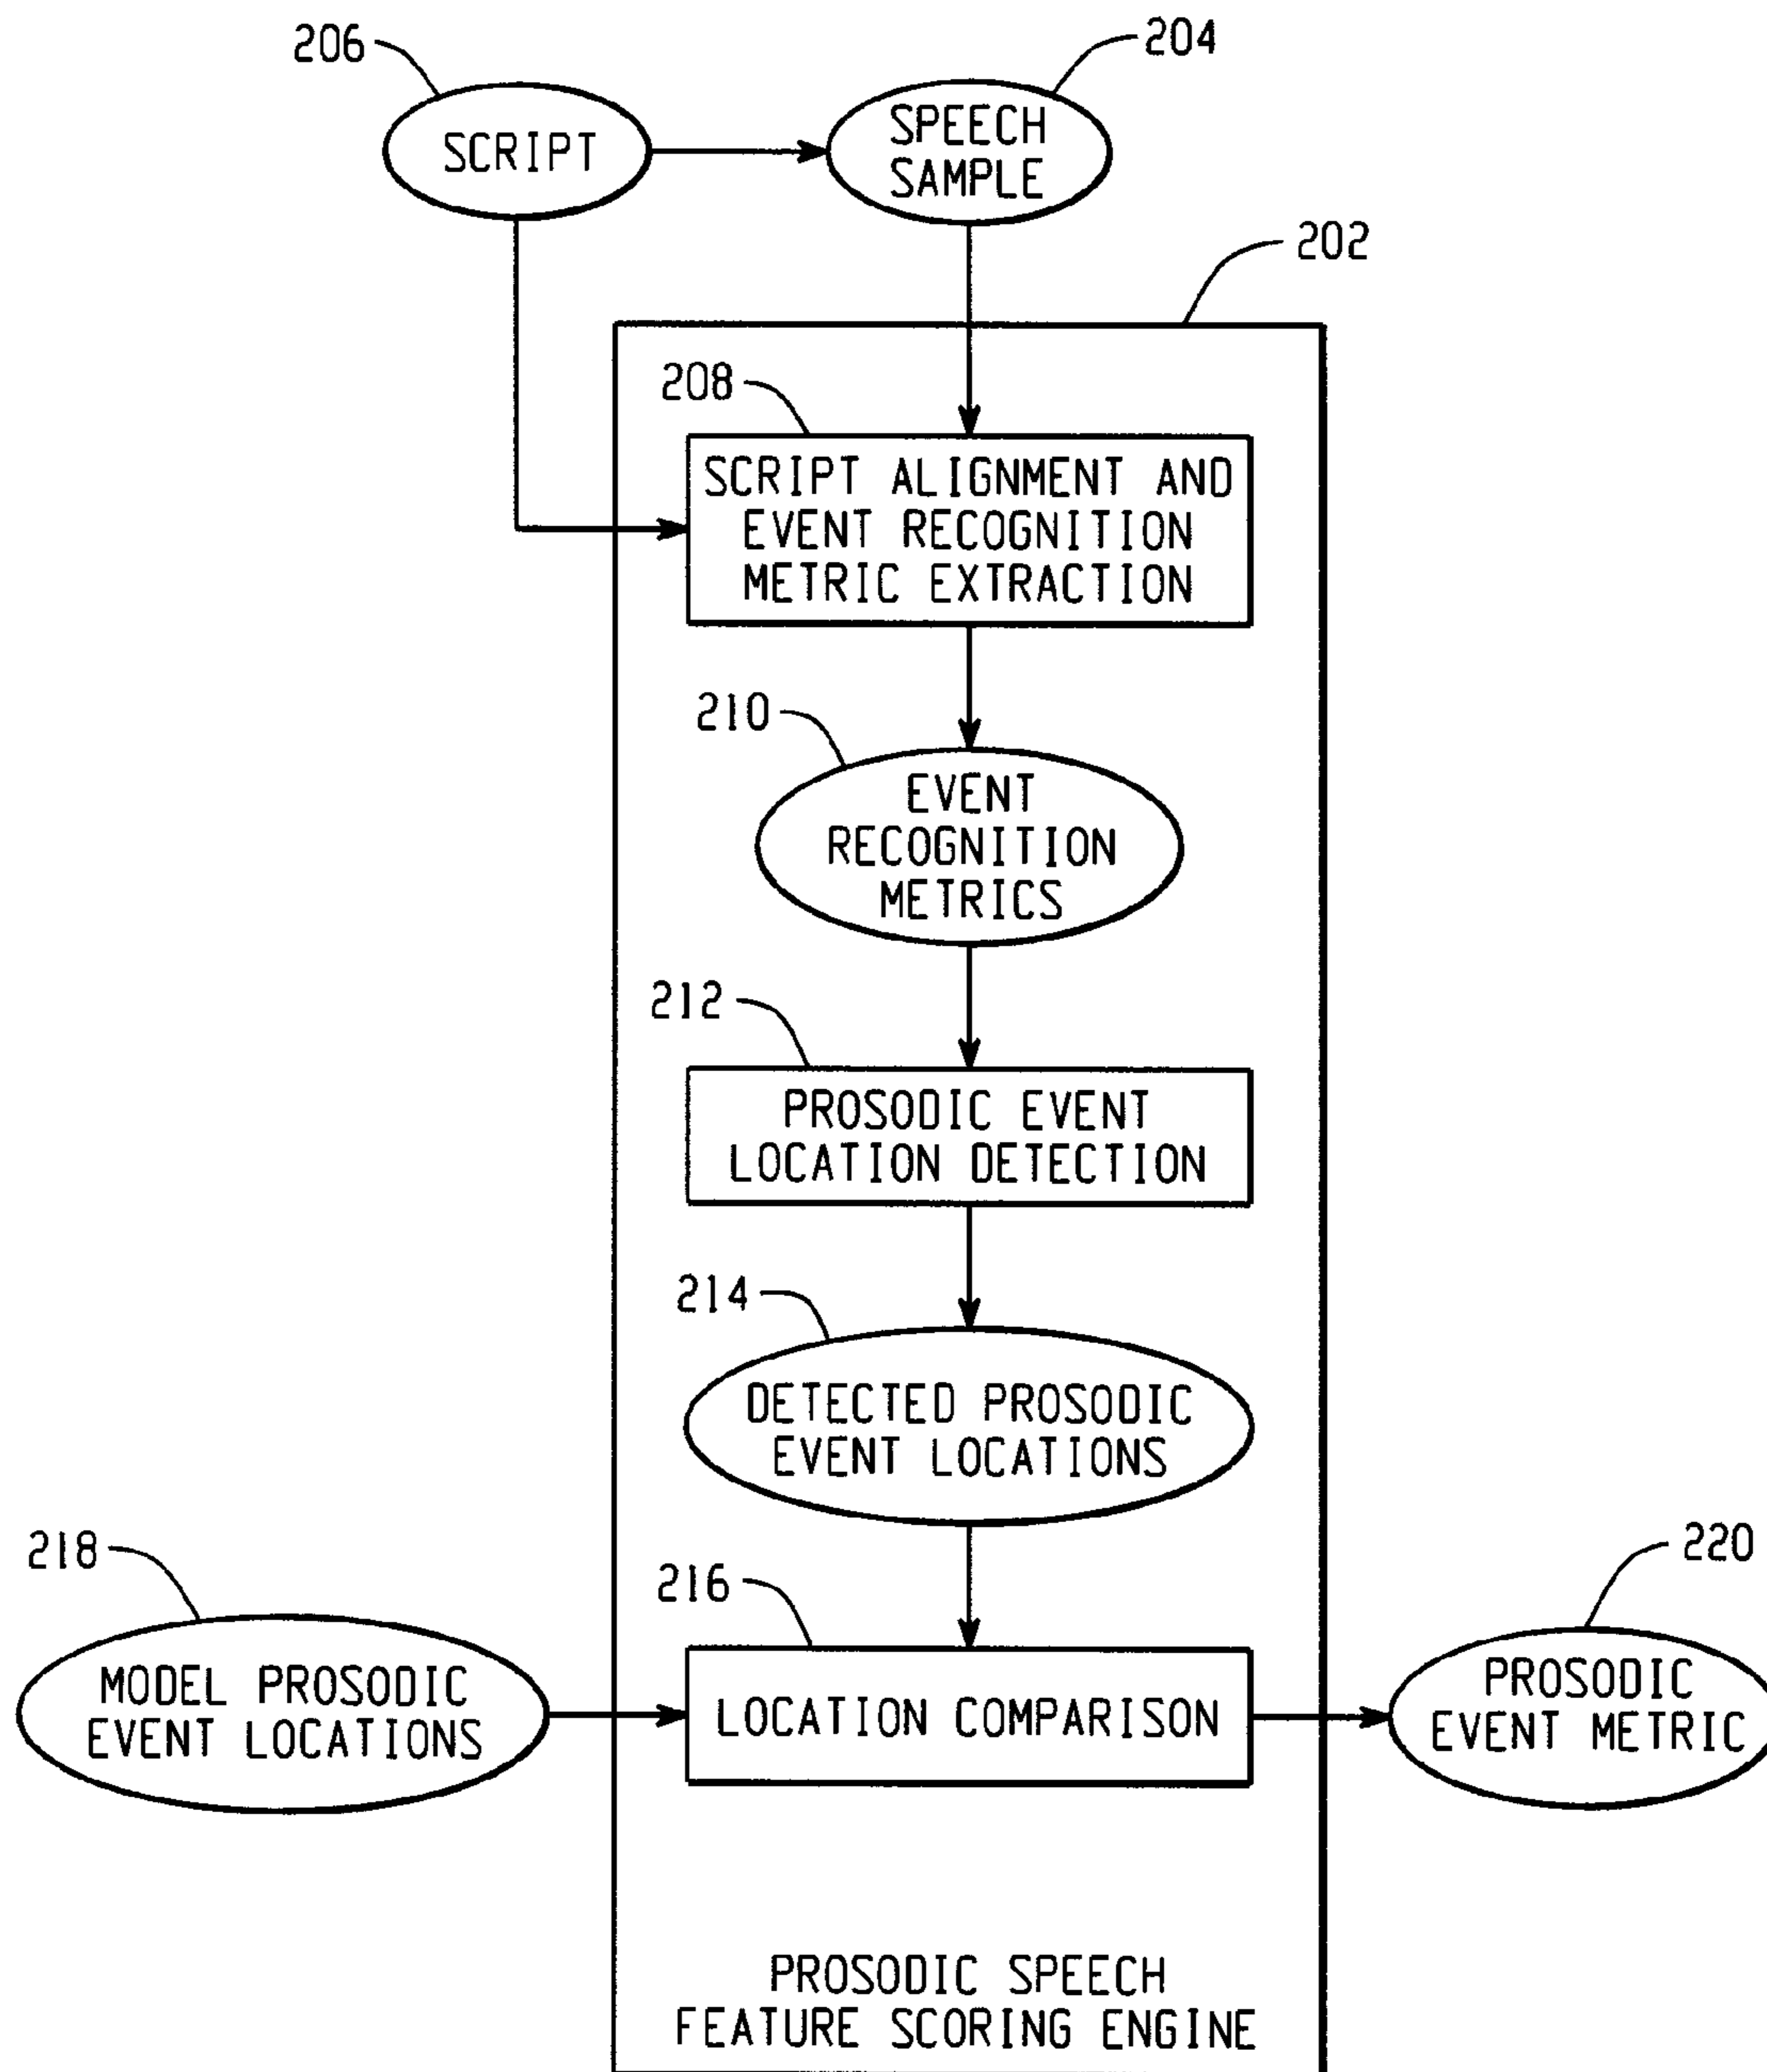 206
204
SCRIPT
SPEECH
SAMPLE
202
208
SCRIPT ALIGNMENT AND
EVENT RECOGNITION
METRIC EXTRACTION
210
EVENT
RECOGNITION
METRICS
212
PROSODIC EVENT
LOCATION DETECTION
214
DETECTED PROSODIC
EVENT LOCATIONS
218
216
220
MODEL PROSODIC
EVENT LOCATIONS
LOCATION COMPARISON
PROSODIC
EVENT METRIC
PROSODIC SPEECH
FEATURE SCORING ENGINE